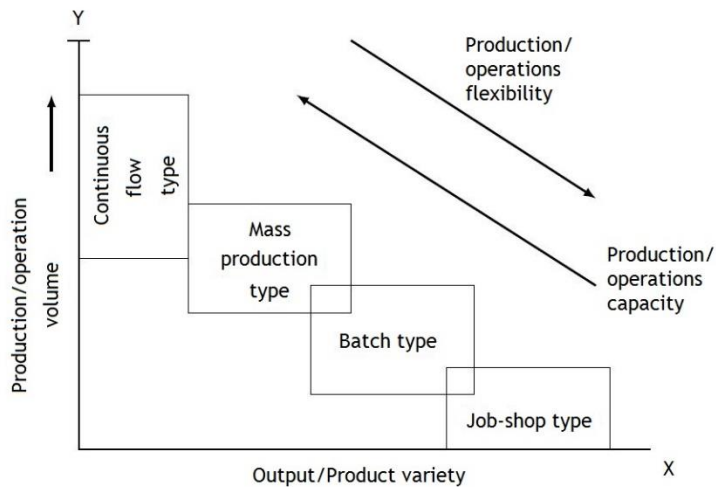 Y
Production/
operations
flexibility
Continuous
flow
type
Production/operation
volume
Mass
production
type
Production/
operations
capacity
Batch type
Job-shop type
Output/Product variety
X